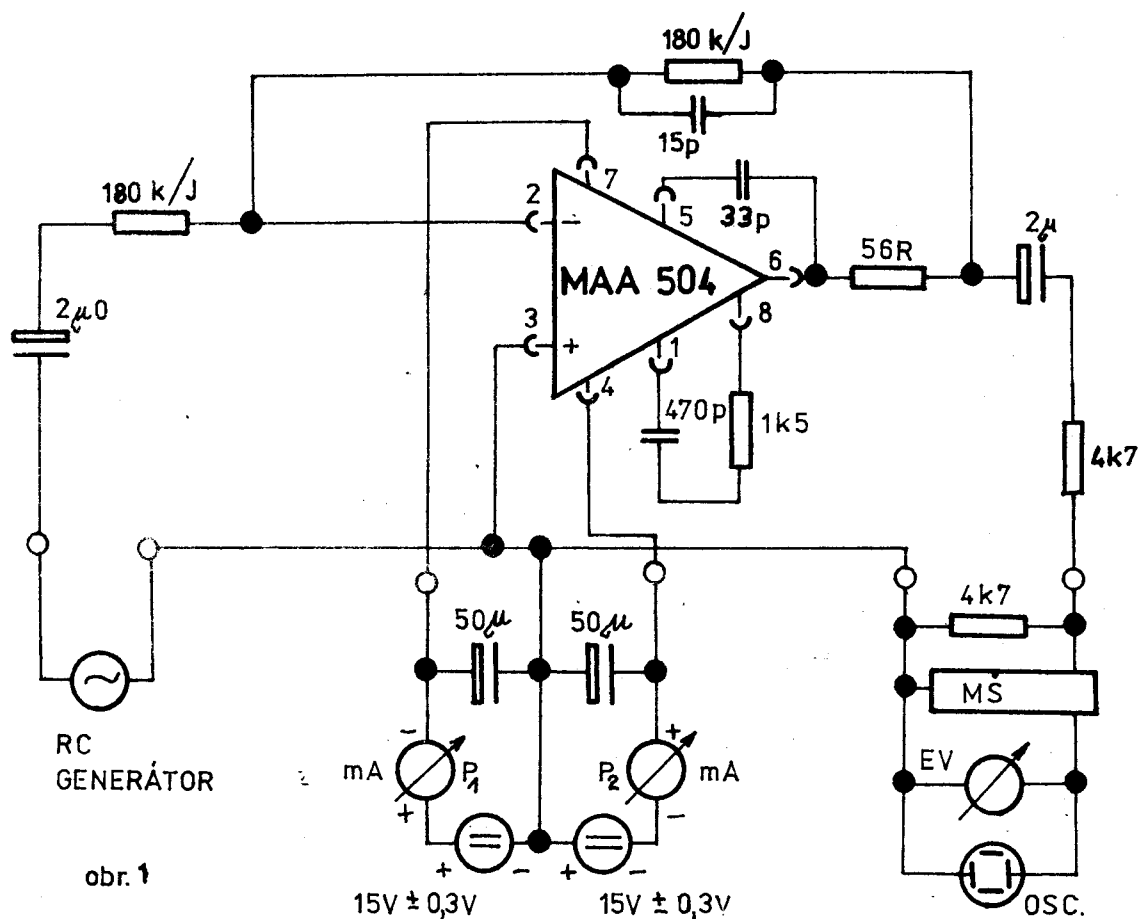 180 k/J
15p
180 k/J
7
2
−
5
33p
2µ
6
56R
MAA 504
2µ0
3
+
8
1
4
470p
1k5
4k7
50µ
50µ
4k7
MŠ
RC
GENERÁTOR
−
mA
P1
+
+
P2
mA
−
EV
+
−
+
−
obr. 1
15V ± 0,3V
15V ± 0,3V
OSC.